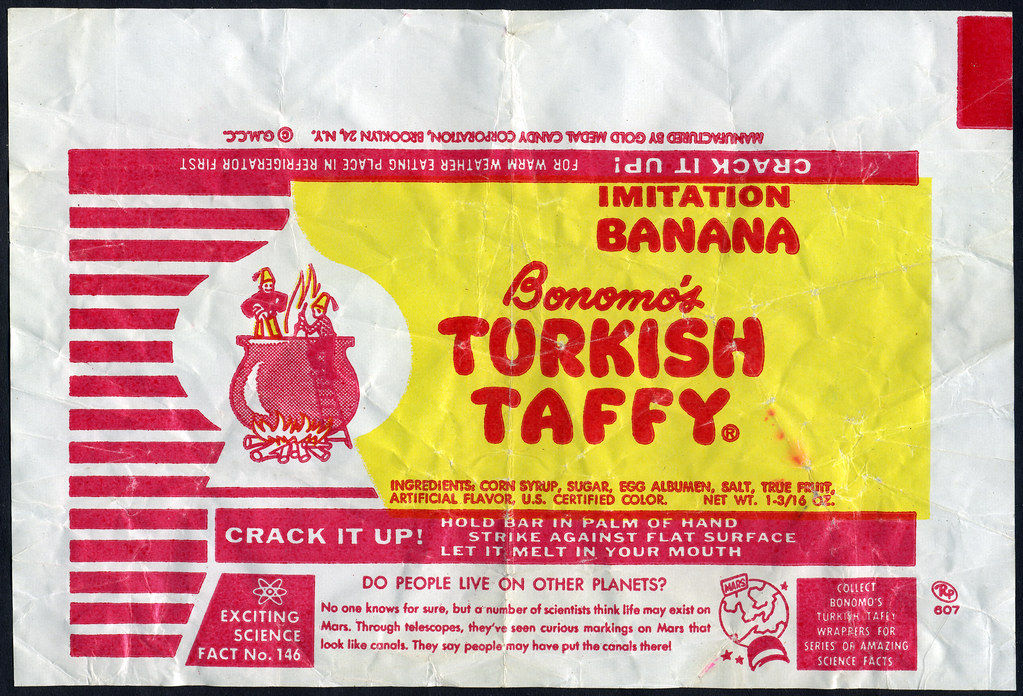 MANUFACTURED BY GOLD MEDAL CANDY CORPORATION, BROOKLYN 24, N.Y. © G.M.C.C.
CRACK IT UP! FOR WARM WEATHER EATING PLACE IN REFRIGERATOR FIRST
IMITATION
BANANA
Bonomo's
TURKISH
TAFFY®
INGREDIENTS: CORN SYRUP, SUGAR, EGG ALBUMEN, SALT, TRUE FRUIT,
ARTIFICIAL FLAVOR, U.S. CERTIFIED COLOR. NET WT. 1-3/16 OZ.
CRACK IT UP!
HOLD BAR IN PALM OF HAND
STRIKE AGAINST FLAT SURFACE
LET IT MELT IN YOUR MOUTH
EXCITING
SCIENCE
FACT No. 146
DO PEOPLE LIVE ON OTHER PLANETS?
No one knows for sure, but a number of scientists think life may exist on
Mars. Through telescopes, they've seen curious markings on Mars that
look like canals. They say people may have put the canals there!
MARS
COLLECT
BONOMO'S
TURKISH TAFFY
WRAPPERS FOR
SERIES OF AMAZING
SCIENCE FACTS
RP
607